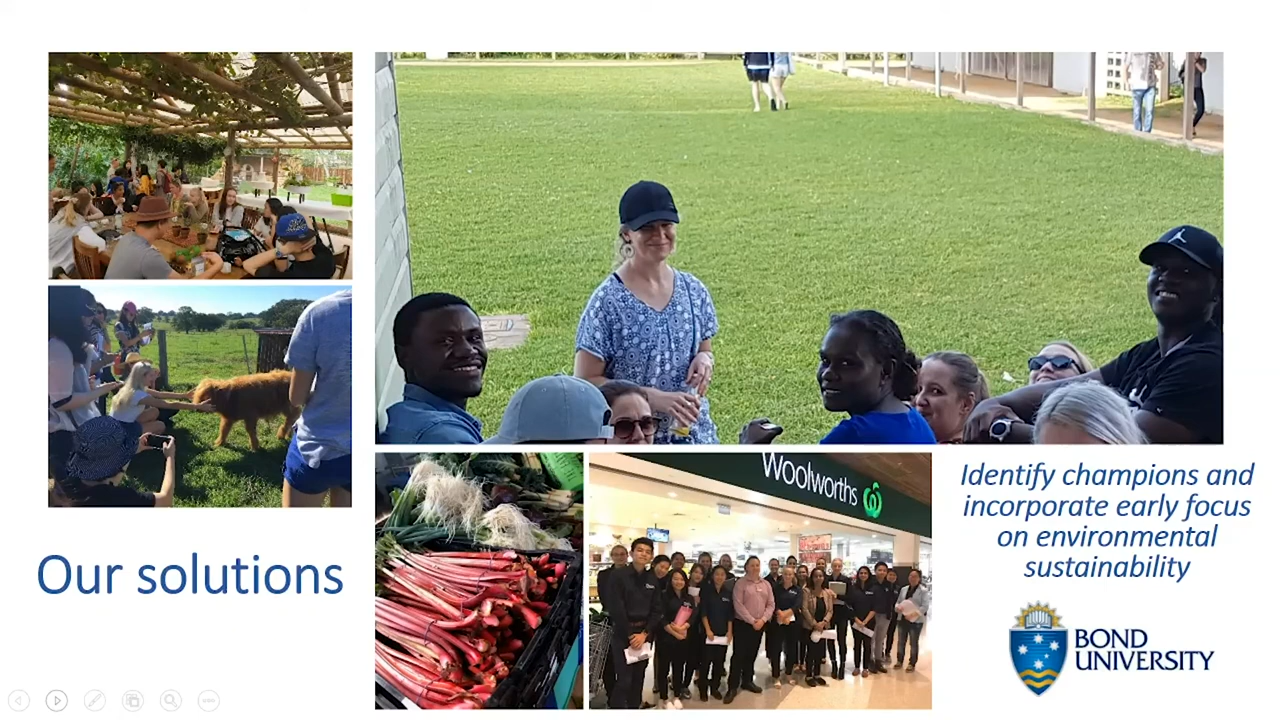 Woolworths
Our solutions
Identify champions and
incorporate early focus
on environmental
sustainability
BOND
UNIVERSITY